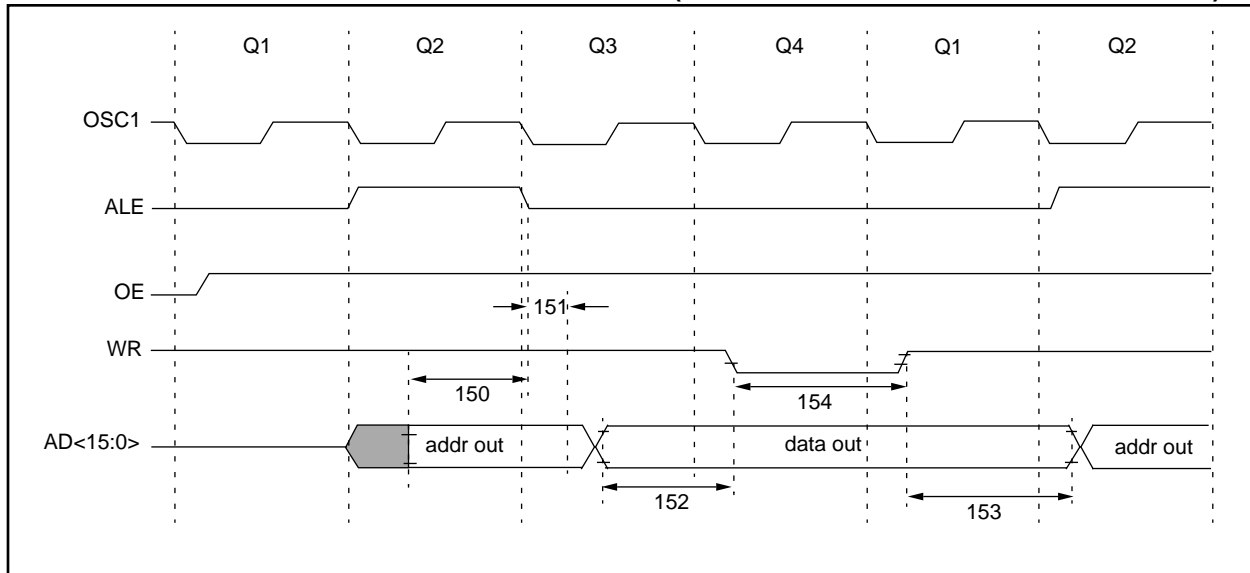 Q1 Q2 Q3 Q4 Q1 Q2
OSC1
ALE
OE
151
WR
150
154
AD<15:0>
addr out
data out
addr out
152
153